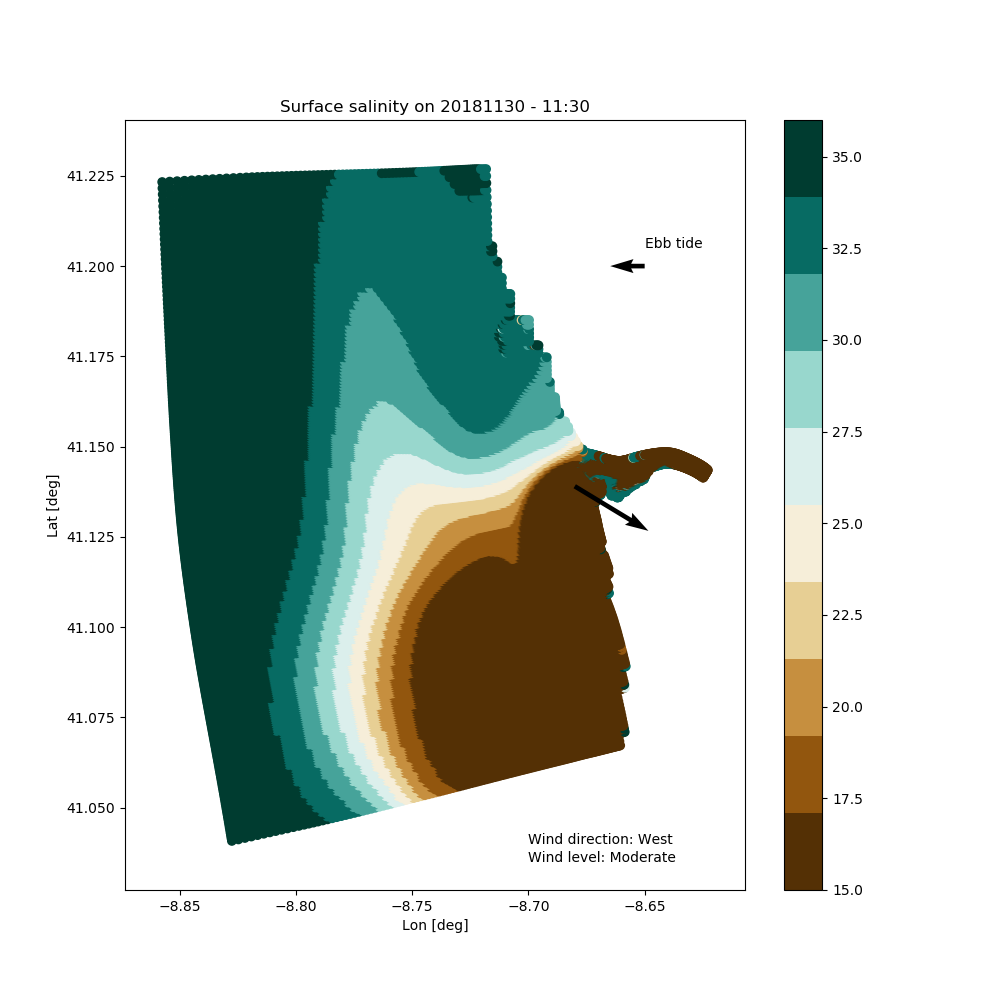 Surface salinity on 20181130 - 11:30
Ebb tide
Wind direction: West
Wind level: Moderate
Lat [deg]
41.225
41.200
41.175
41.150
41.125
41.100
41.075
41.050
−8.85 −8.80 −8.75 −8.70 −8.65
Lon [deg]
35.0
32.5
30.0
27.5
25.0
22.5
20.0
17.5
15.0